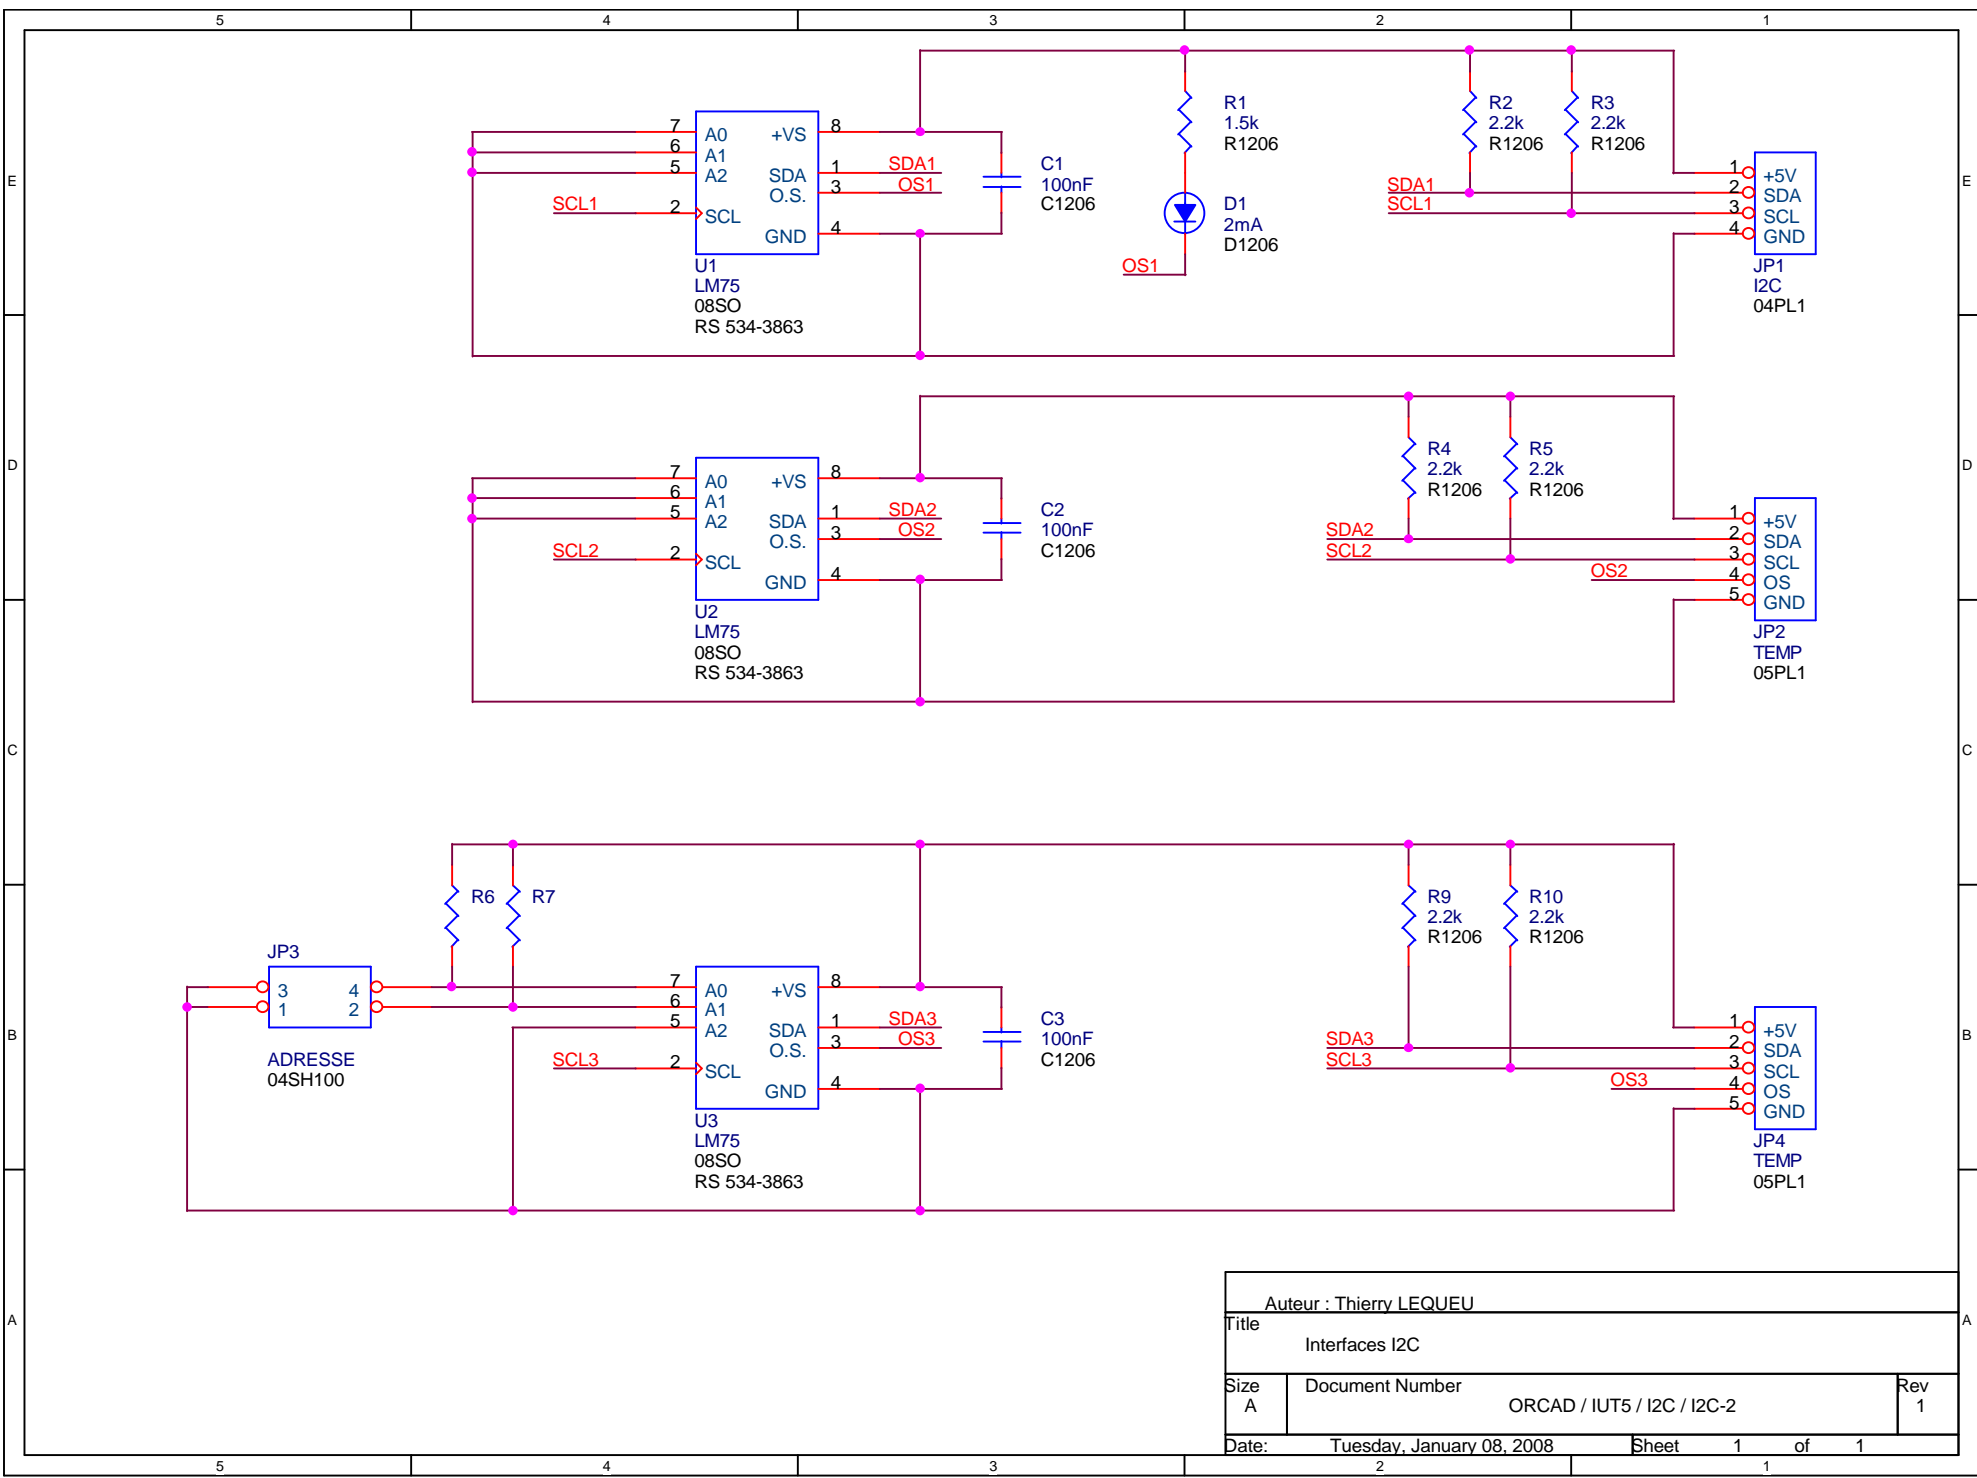 5 4 3 2 1
E E
D D
C C
B B
A A
7 A0 +VS 8
6 A1
5 A2 SDA 1 SDA1
O.S. 3 OS1
SCL1 2 SCL
GND 4
U1
LM75
08SO
RS 534-3863
C1
100nF
C1206
R1
1.5k
R1206
D1
2mA
D1206
OS1
R2
2.2k
R1206
R3
2.2k
R1206
SDA1
SCL1
1 +5V
2 SDA
3 SCL
4 GND
JP1
I2C
04PL1
7 A0 +VS 8
6 A1
5 A2 SDA 1 SDA2
O.S. 3 OS2
SCL2 2 SCL
GND 4
U2
LM75
08SO
RS 534-3863
C2
100nF
C1206
R4
2.2k
R1206
R5
2.2k
R1206
SDA2
SCL2
OS2
1 +5V
2 SDA
3 SCL
4 OS
5 GND
JP2
TEMP
05PL1
R6
R7
JP3
3 4
1 2
ADRESSE
04SH100
7 A0 +VS 8
6 A1
5 A2 SDA 1 SDA3
O.S. 3 OS3
SCL3 2 SCL
GND 4
U3
LM75
08SO
RS 534-3863
C3
100nF
C1206
R9
2.2k
R1206
R10
2.2k
R1206
SDA3
SCL3
OS3
1 +5V
2 SDA
3 SCL
4 OS
5 GND
JP4
TEMP
05PL1
Auteur : Thierry LEQUEU
Title
Interfaces I2C
Size Document Number Rev
A ORCAD / IUT5 / I2C / I2C-2 1
Date: Tuesday, January 08, 2008 Sheet 1 of 1
5 4 3 2 1